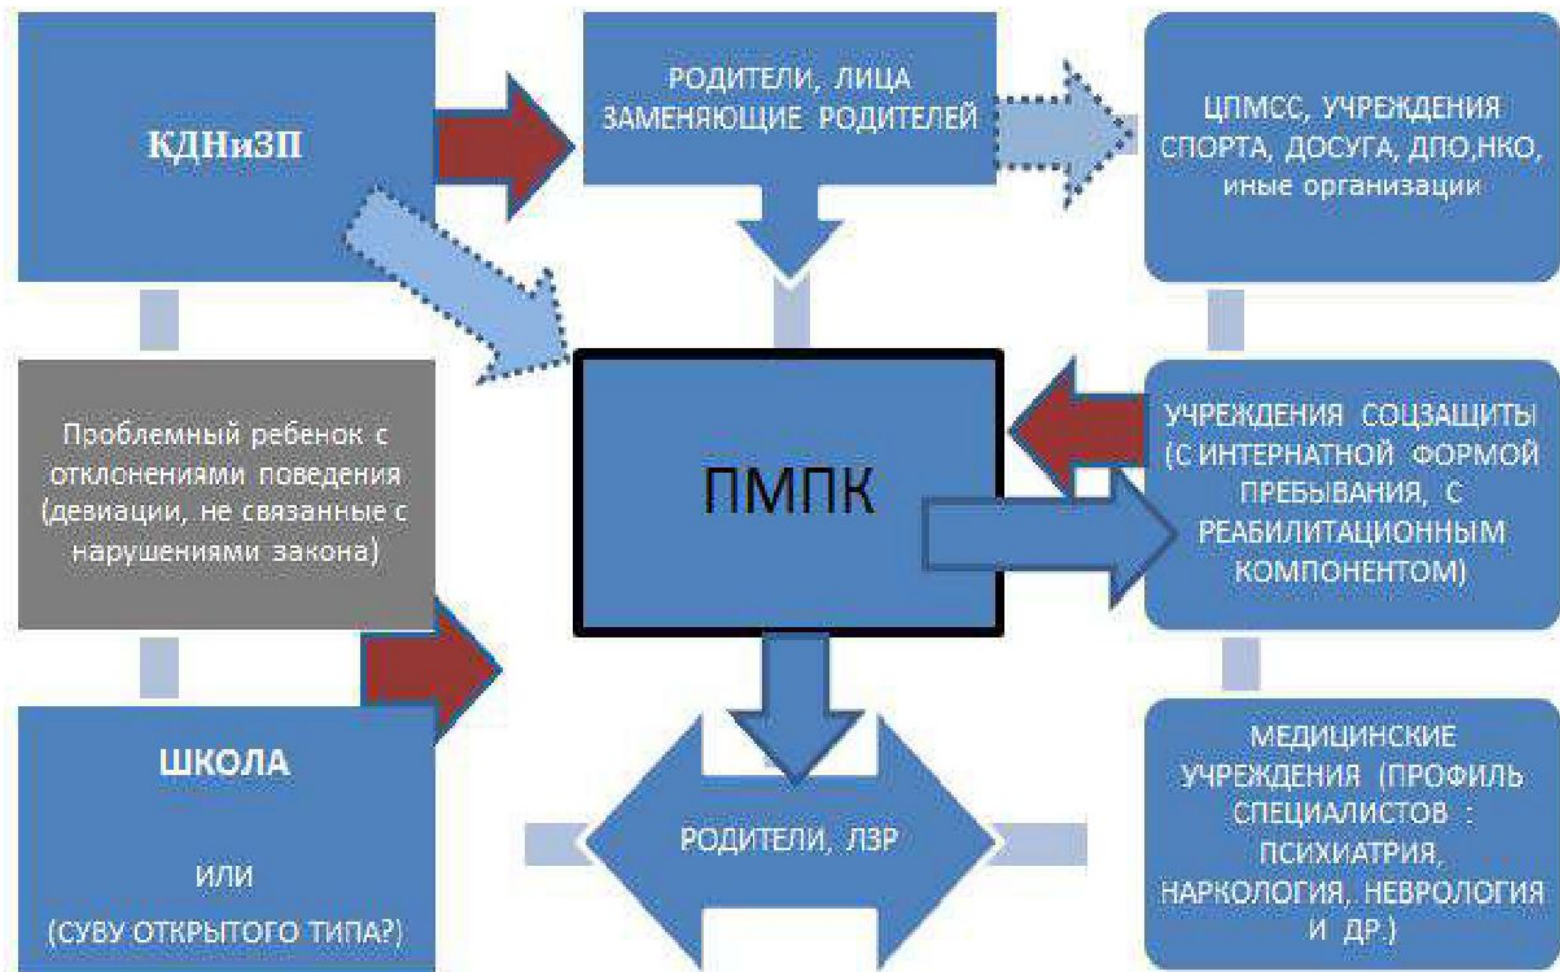 КДНиЗП
РОДИТЕЛИ, ЛИЦА
ЗАМЕНЯЮЩИЕ РОДИТЕЛЕЙ
ЦПМСС, УЧРЕЖДЕНИЯ
СПОРТА, ДОСУГА, ДПО,НКО,
иные организации
Проблемный ребенок с
отклонениями поведения
(девиации, не связанные с
нарушениями закона)
ПМПК
УЧРЕЖДЕНИЯ СОЦЗАЩИТЫ
(С ИНТЕРНАТНОЙ ФОРМОЙ
ПРЕБЫВАНИЯ, С
РЕАБИЛИТАЦИОННЫМ
КОМПОНЕНТОМ)
ШКОЛА
ИЛИ
(СУВУ ОТКРЫТОГО ТИПА?)
РОДИТЕЛИ, ЛЗР
МЕДИЦИНСКИЕ
УЧРЕЖДЕНИЯ (ПРОФИЛЬ
СПЕЦИАЛИСТОВ :
ПСИХИАТРИЯ,
НАРКОЛОГИЯ, НЕВРОЛОГИЯ
И ДР.)